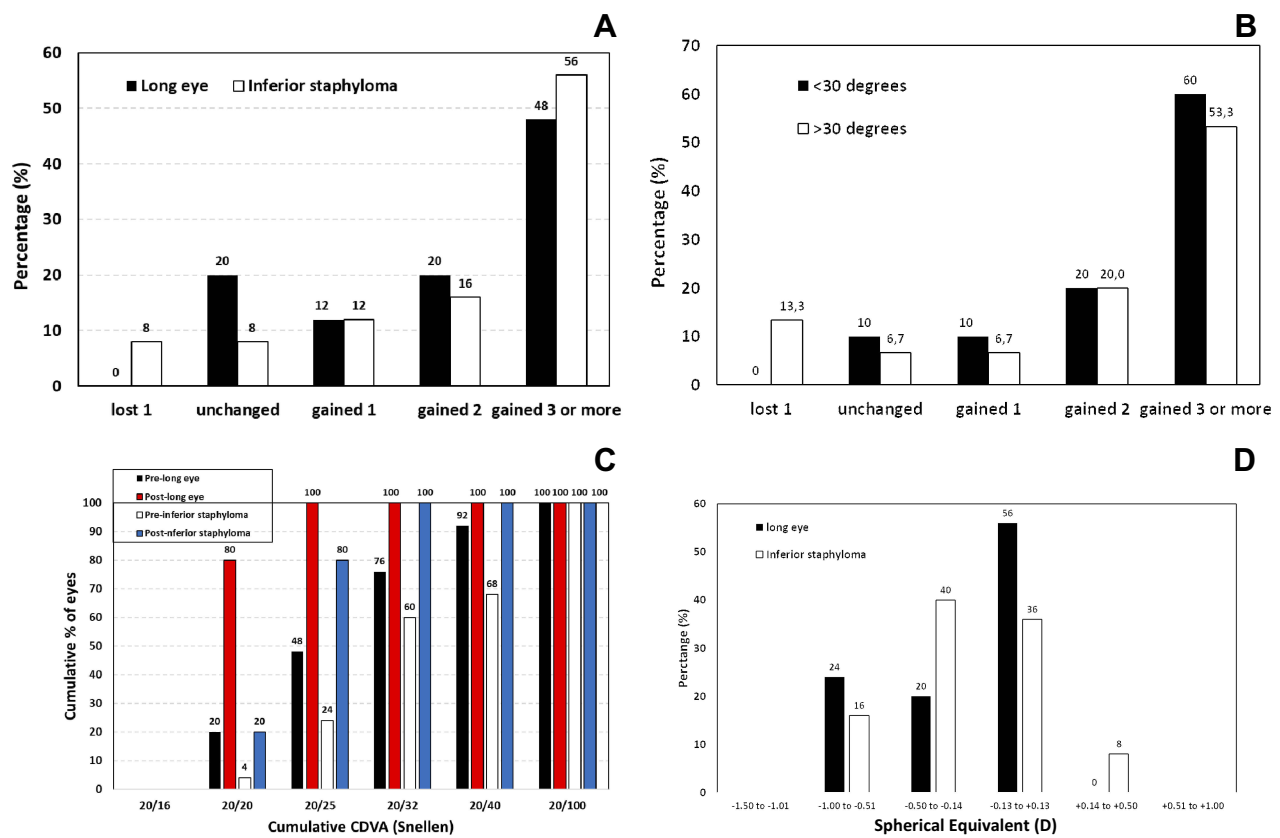 A
60
50
40
30
20
10
0
Percentage (%)
Long eye
Inferior staphyloma
0
8
20
8
12
12
20
16
48
56
lost 1
unchanged
gained 1
gained 2
gained 3 or more
B
70
60
50
40
30
20
10
0
Percentage (%)
<30 degrees
>30 degrees
0
13,3
10
6,7
10
6,7
20
20,0
60
53,3
lost 1
unchanged
gained 1
gained 2
gained 3 or more
C
Pre-long eye
Post-long eye
Pre-inferior staphyloma
Post-nferior staphyloma
100
90
80
70
60
50
40
30
20
10
0
Cumulative % of eyes
20
80
4
20
48
100
24
80
76
100
60
100
92
100
68
100
100
100
100
100
20/16
20/20
20/25
20/32
20/40
20/100
Cumulative CDVA (Snellen)
D
60
50
40
30
20
10
0
Perctange (%)
long eye
Inferior staphyloma
24
16
20
40
56
36
0
8
-1.50 to -1.01
-1.00 to -0.51
-0.50 to -0.14
-0.13 to +0.13
+0.14 to +0.50
+0.51 to +1.00
Spherical Equivalent (D)